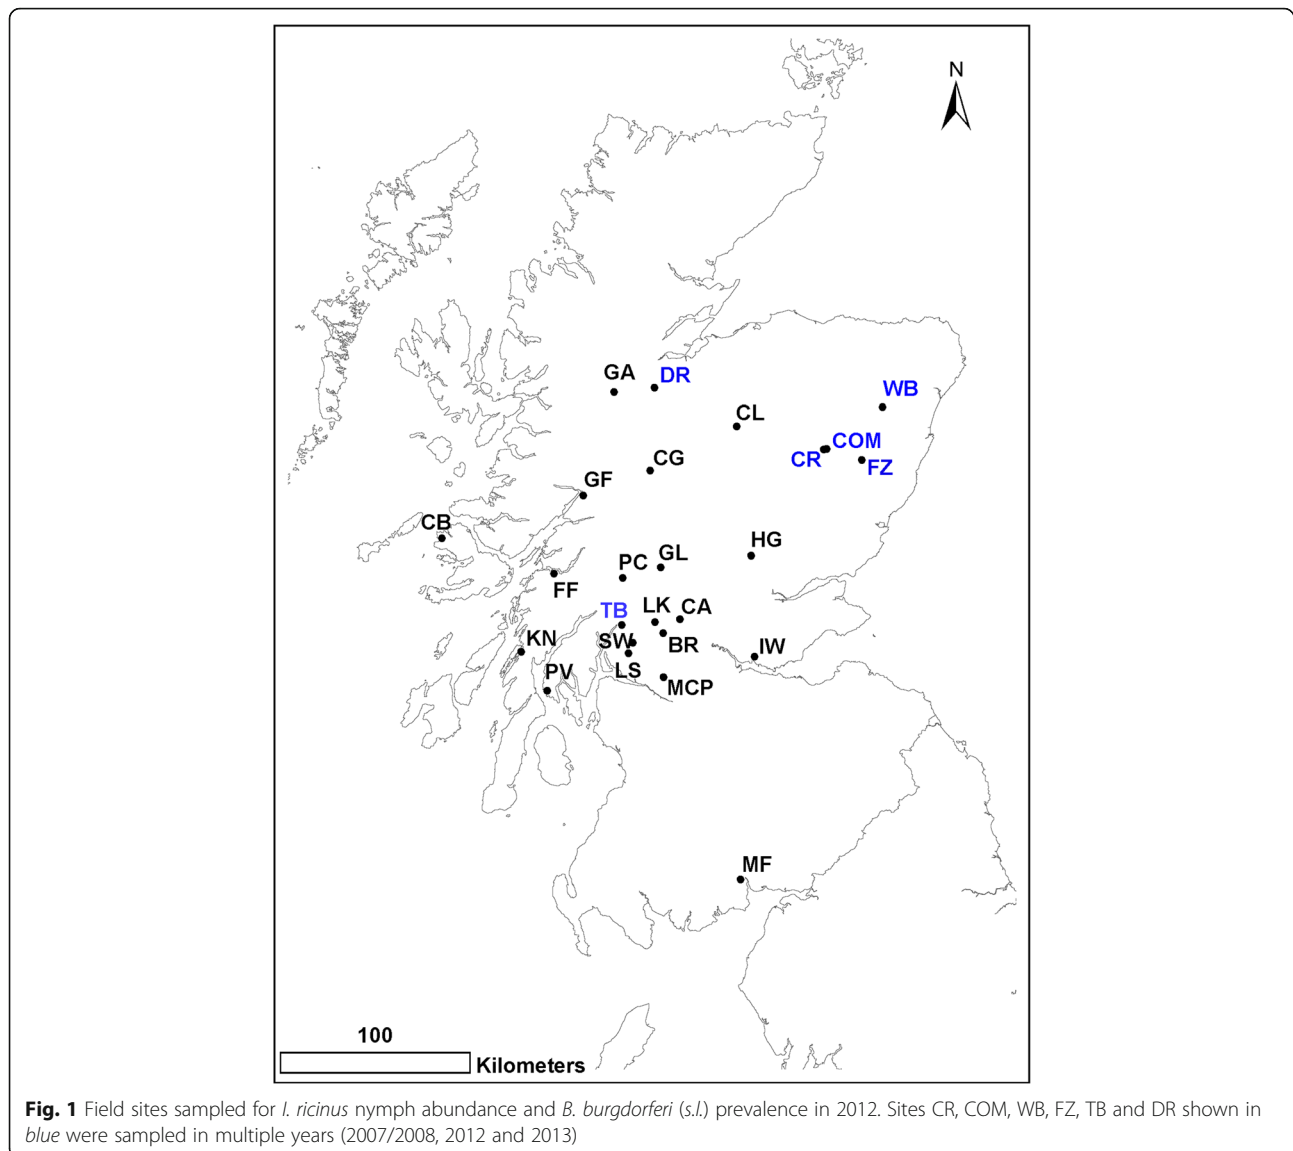 N
GA
DR
WB
CL
COM
CR
FZ
CG
GF
CB
HG
GL
PC
FF
LK
CA
TB
KN
SW
BR
IW
LS
PV
MCP
MF
100
Kilometers
Fig. 1 Field sites sampled for I. ricinus nymph abundance and B. burgdorferi (s.l.) prevalence in 2012. Sites CR, COM, WB, FZ, TB and DR shown in
blue were sampled in multiple years (2007/2008, 2012 and 2013)